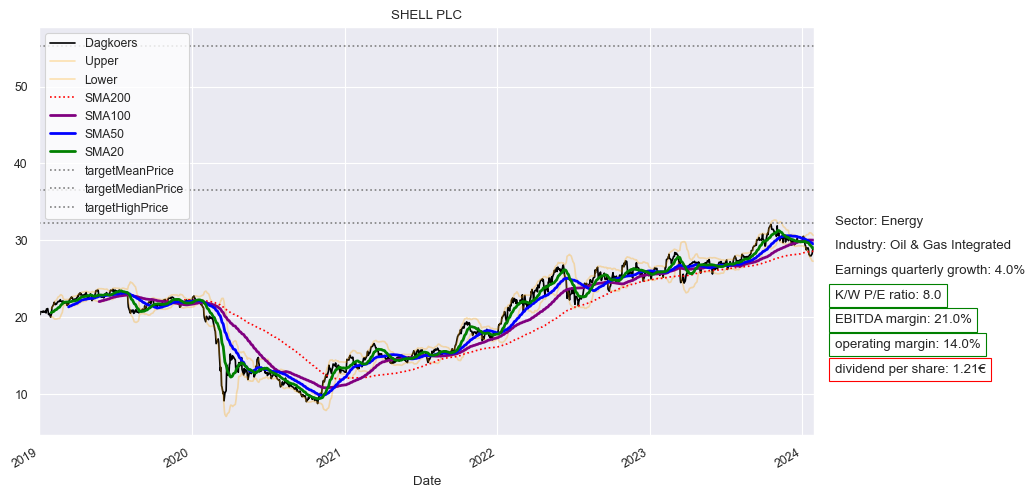 SHELL PLC
Dagkoers
Upper
Lower
SMA200
SMA100
SMA50
SMA20
targetMeanPrice
targetMedianPrice
targetHighPrice
50
40
30
20
10
2019
2020
2021
2022
2023
2024
Date
Sector: Energy
Industry: Oil & Gas Integrated
Earnings quarterly growth: 4.0%
K/W P/E ratio: 8.0
EBITDA margin: 21.0%
operating margin: 14.0%
dividend per share: 1.21€